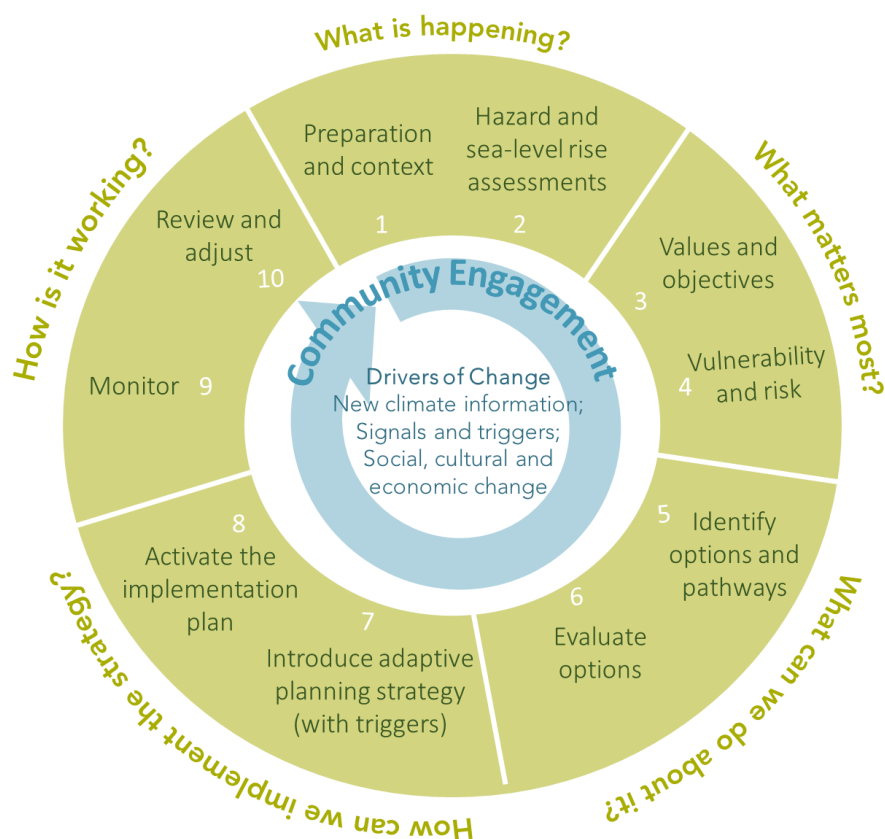 What is happening?
Preparation
and context
1
Hazard and
sea-level rise
assessments
2
What matters most?
Values and
objectives
3
Vulnerability
and risk
4
What can we do about it?
5
Identify
options and
pathways
6
Evaluate
options
How can we implement the strategy?
7
Introduce adaptive
planning strategy
(with triggers)
8
Activate the
implementation
plan
How is it working?
Monitor
9
Review and
adjust
10
Community Engagement
Drivers of Change
New climate information;
Signals and triggers;
Social, cultural and
economic change